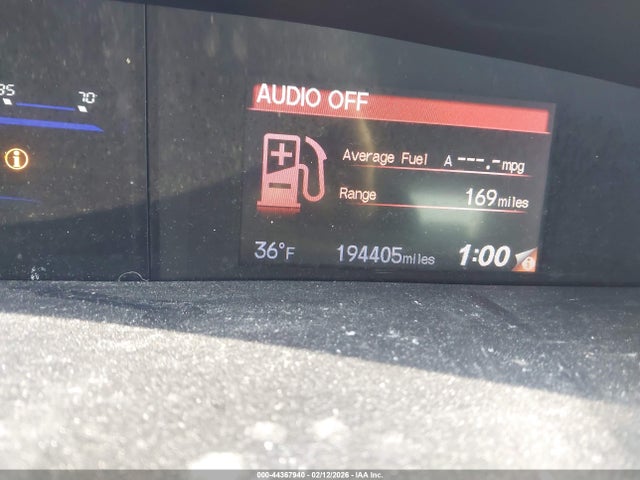 35 70
AUDIO OFF
Average Fuel A ---.- mpg
Range 169 miles
36°F 194405 miles 1:00
000-44367940 - 02/12/2026 - IAA Inc.